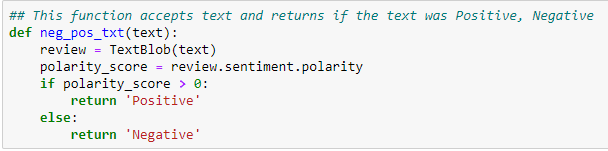 ## This function accepts text and returns if the text was Positive, Negative
def neg_pos_txt(text):
    review = TextBlob(text)
    polarity_score = review.sentiment.polarity
    if polarity_score > 0:
        return 'Positive'
    else:
        return 'Negative'